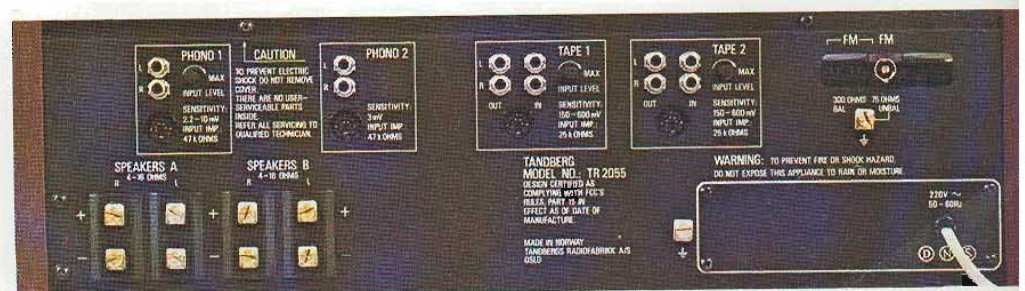 PHONO 1
L
R
MAX
INPUT LEVEL
SENSITIVITY:
2.2-10 mV
INPUT IMP.:
47 k OHMS
CAUTION
TO PREVENT ELECTRIC
SHOCK DO NOT REMOVE
COVER.
THERE ARE NO USER-
SERVICEABLE PARTS
INSIDE.
REFER ALL SERVICING TO
QUALIFIED TECHNICIAN.
PHONO 2
L
R
SENSITIVITY:
3 mV
INPUT IMP.:
47 k OHMS
TAPE 1
L
R
MAX
INPUT LEVEL
OUT IN
SENSITIVITY:
150-600 mV
INPUT IMP.:
25 k OHMS
TAPE 2
L
R
MAX
INPUT LEVEL
OUT IN
SENSITIVITY:
150-600 mV
INPUT IMP.:
25 k OHMS
FM FM
300 OHMS 75 OHMS
BAL UNBAL
SPEAKERS A
4-16 OHMS
R L
+
-
SPEAKERS B
4-16 OHMS
R L
+ +
- -
TANDBERG
MODEL NO.: TR 2055
DESIGN CERTIFIED AS
COMPLYING WITH FCC'S
RULES, PART 15 IN
EFFECT AS OF DATE OF
MANUFACTURE
MADE IN NORWAY
TANDBERGS RADIOFABRIKK A/S
OSLO
WARNING: TO PREVENT FIRE OR SHOCK HAZARD,
DO NOT EXPOSE THIS APPLIANCE TO RAIN OR MOISTURE
220V ~
50-60Hz
D N S